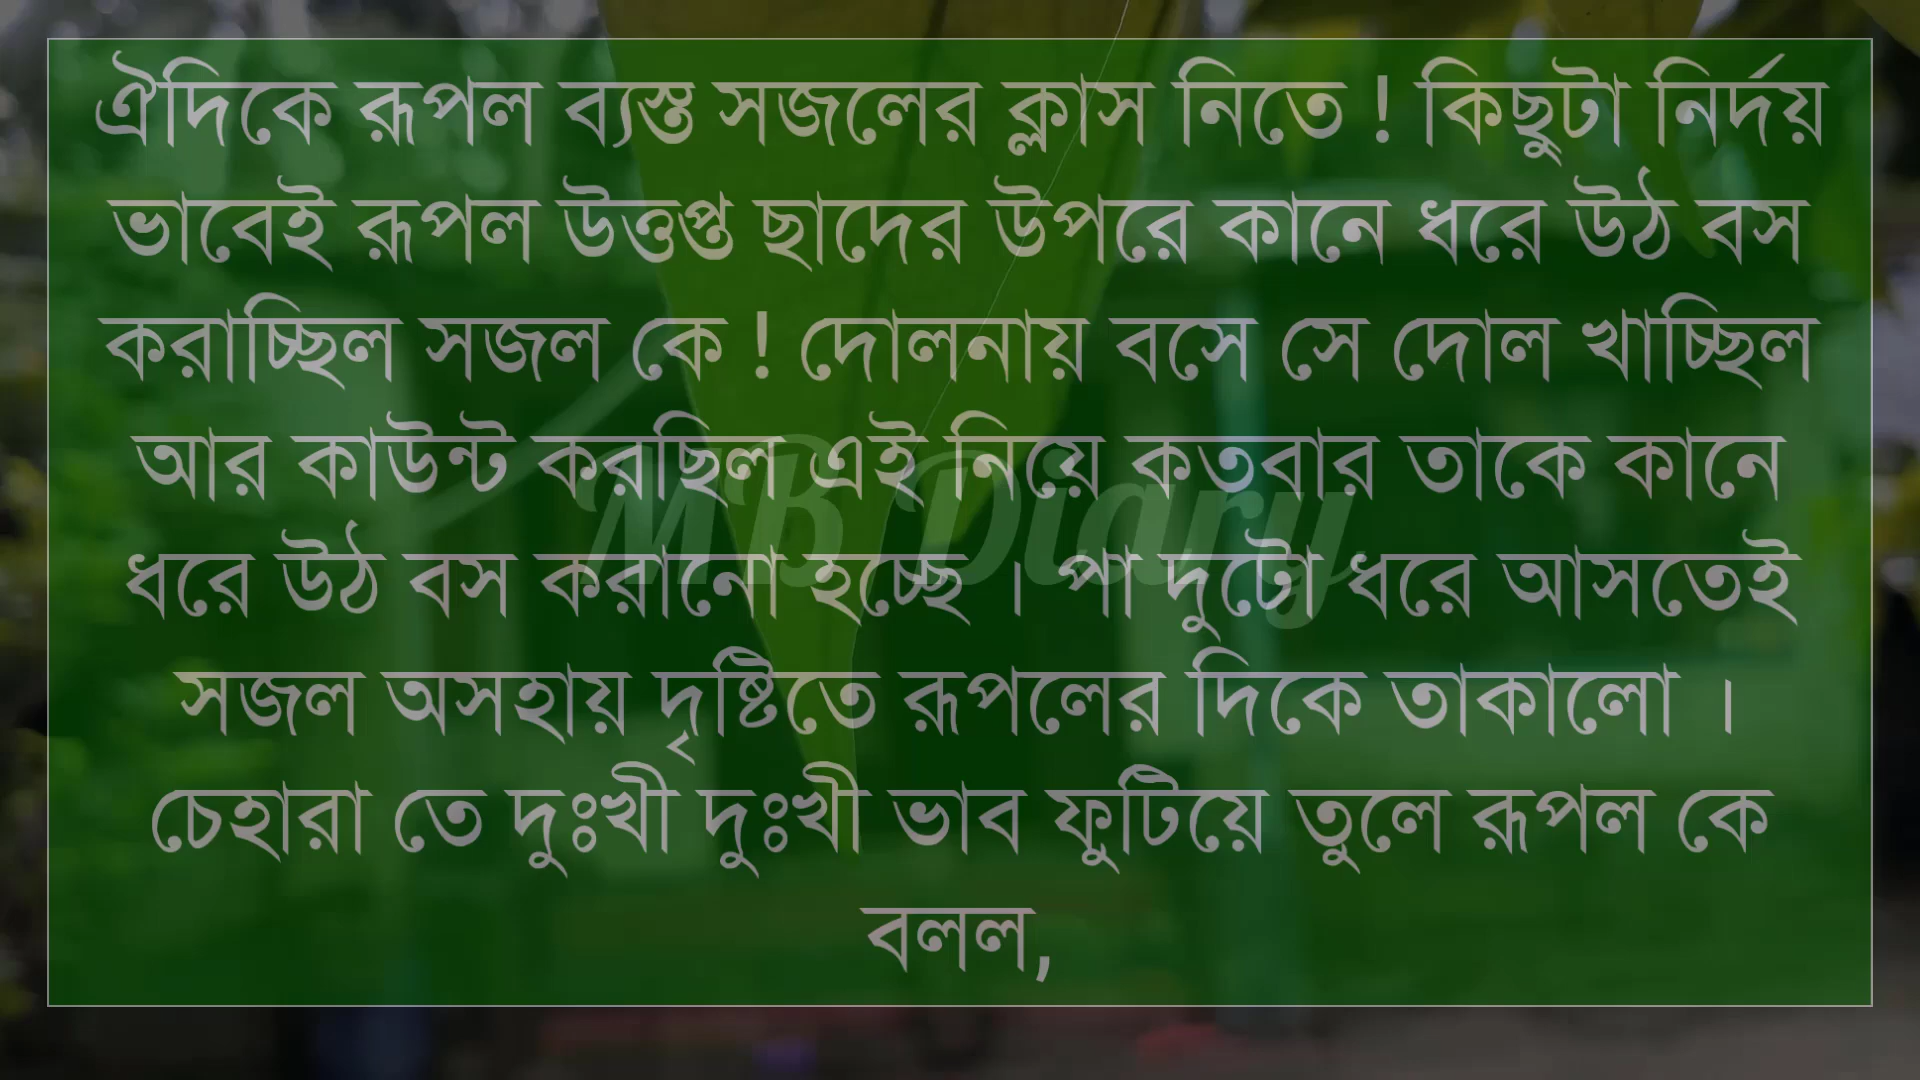 ঐদিকে রূপল ব্যস্ত সজলের ক্লাস নিতে ! কিছুটা নির্দয়
ভাবেই রূপল উত্তপ্ত ছাদের উপরে কানে ধরে উঠ বস
করাচ্ছিল সজল কে ! দোলনায় বসে সে দোল খাচ্ছিল
আর কাউন্ট করছিল এই নিয়ে কতবার তাকে কানে
ধরে উঠ বস করানো হচ্ছে । পা দুটো ধরে আসতেই
সজল অসহায় দৃষ্টিতে রূপলের দিকে তাকালো ।
চেহারা তে দুঃখী দুঃখী ভাব ফুটিয়ে তুলে রূপল কে
বলল,
MB Diary